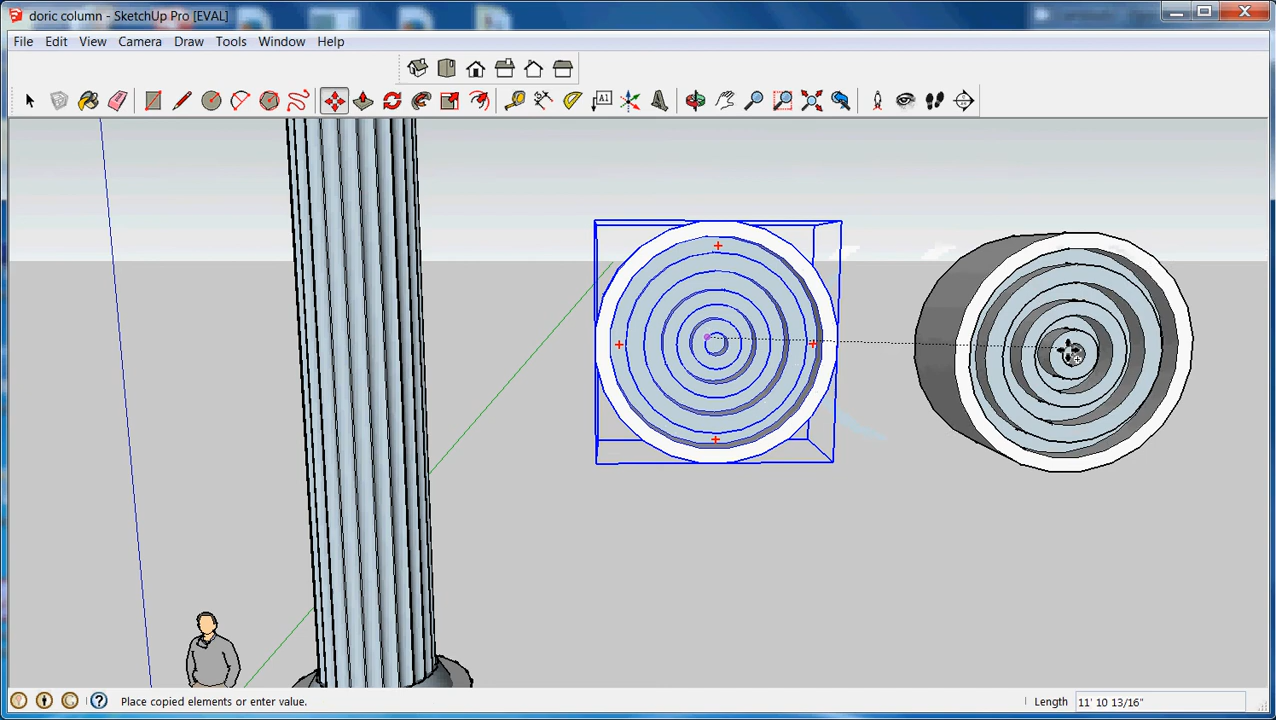 doric column - SketchUp Pro [EVAL]
File Edit View Camera Draw Tools Window Help
A1
Place copied elements or enter value.
Length 11' 10 13/16"